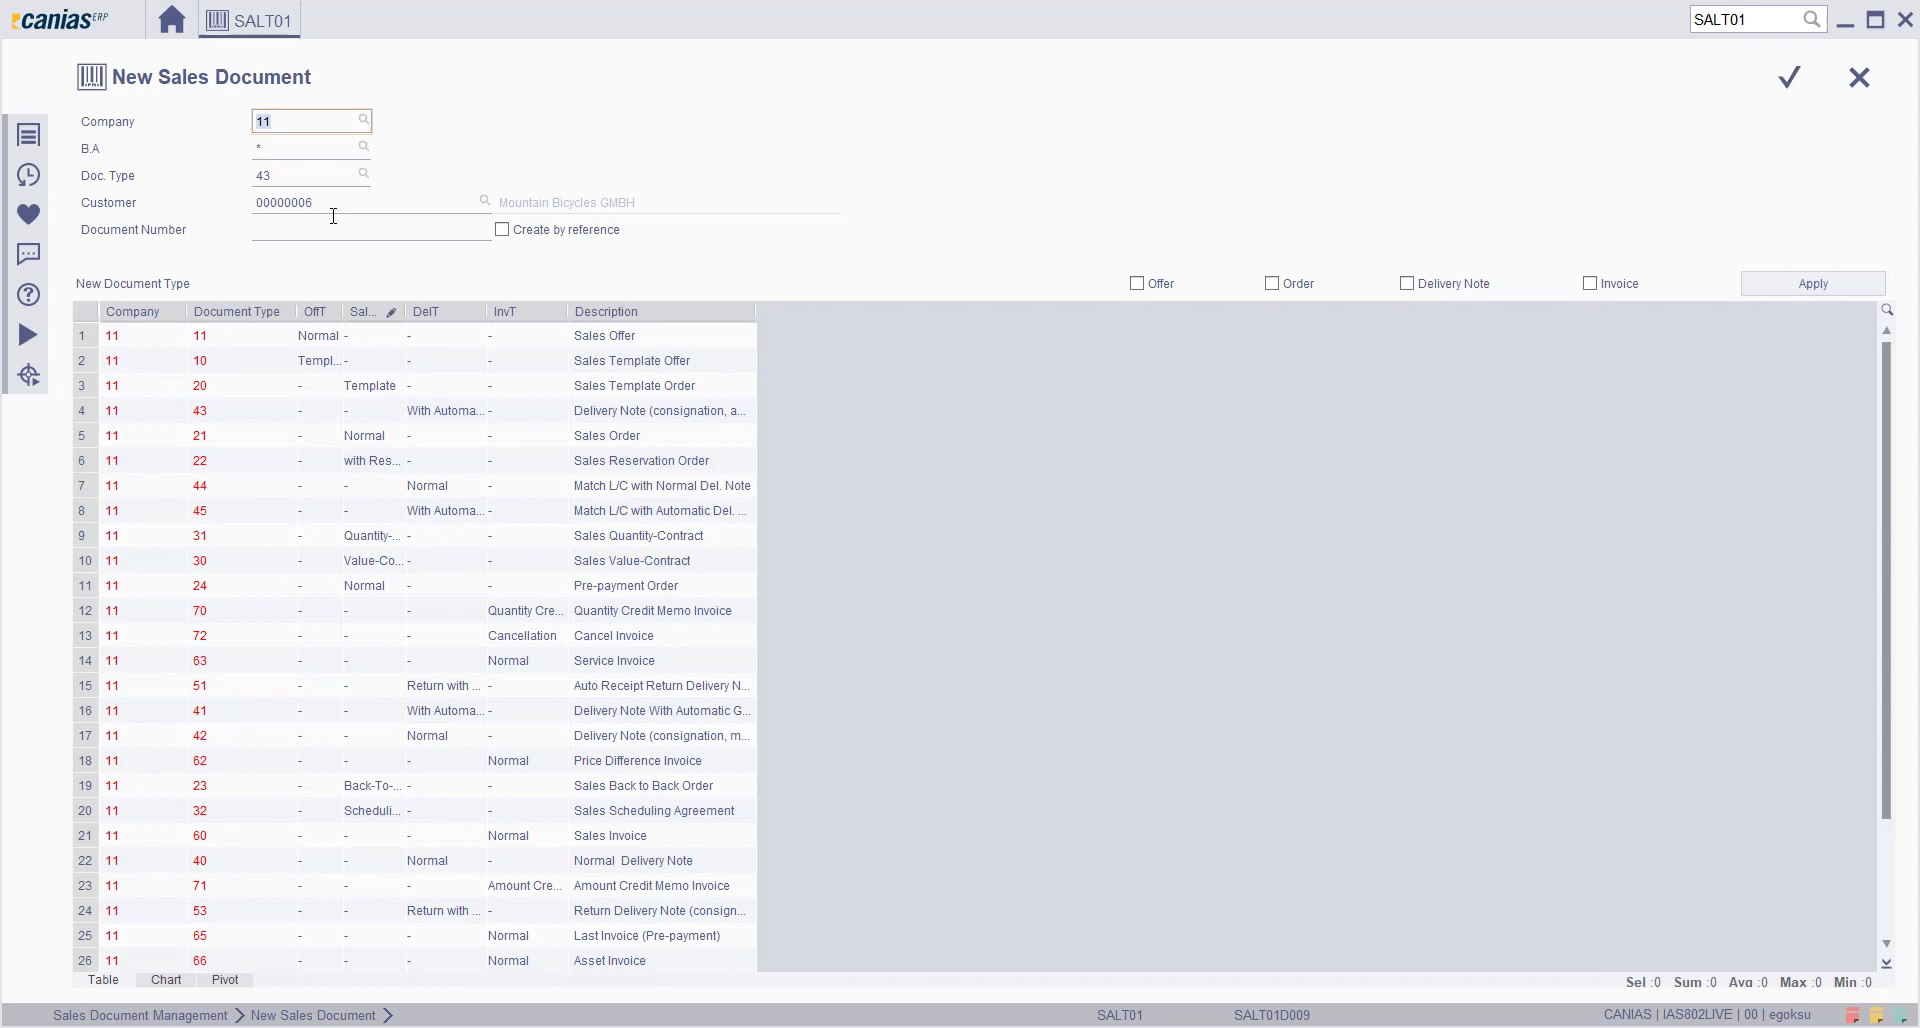 caniasERP SALT01 SALT01
New Sales Document
Company 11
B.A *
Doc. Type 43
Customer 00000006 Mountain Bicycles GMBH
Document Number Create by reference
New Document Type Offer Order Delivery Note Invoice Apply
Company Document Type OffT Sal... DelT InvT Description
1 11 11 Normal - - - Sales Offer
2 11 10 Templ... - - - Sales Template Offer
3 11 20 - Template - - Sales Template Order
4 11 43 - - With Automa... - Delivery Note (consignation, a...
5 11 21 - Normal - - Sales Order
6 11 22 - with Res... - - Sales Reservation Order
7 11 44 - - Normal - Match L/C with Normal Del. Note
8 11 45 - - With Automa... - Match L/C with Automatic Del. ...
9 11 31 - Quantity-... - - Sales Quantity-Contract
10 11 30 - Value-Co... - - Sales Value-Contract
11 11 24 - Normal - - Pre-payment Order
12 11 70 - - - Quantity Cre... Quantity Credit Memo Invoice
13 11 72 - - - Cancellation Cancel Invoice
14 11 63 - - - Normal Service Invoice
15 11 51 - - Return with ... - Auto Receipt Return Delivery N...
16 11 41 - - With Automa... - Delivery Note With Automatic G...
17 11 42 - - Normal - Delivery Note (consignation, m...
18 11 62 - - - Normal Price Difference Invoice
19 11 23 - Back-To-... - - Sales Back to Back Order
20 11 32 - Scheduli... - - Sales Scheduling Agreement
21 11 60 - - - Normal Sales Invoice
22 11 40 - - Normal - Normal Delivery Note
23 11 71 - - - Amount Cre... Amount Credit Memo Invoice
24 11 53 - - Return with ... - Return Delivery Note (consign...
25 11 65 - - - Normal Last Invoice (Pre-payment)
26 11 66 - - - Normal Asset Invoice
Table Chart Pivot Sel :0 Sum :0 Avg :0 Max :0 Min :0
Sales Document Management New Sales Document SALT01 SALT01D009 CANIAS | IAS802LIVE | 00 | egoksu